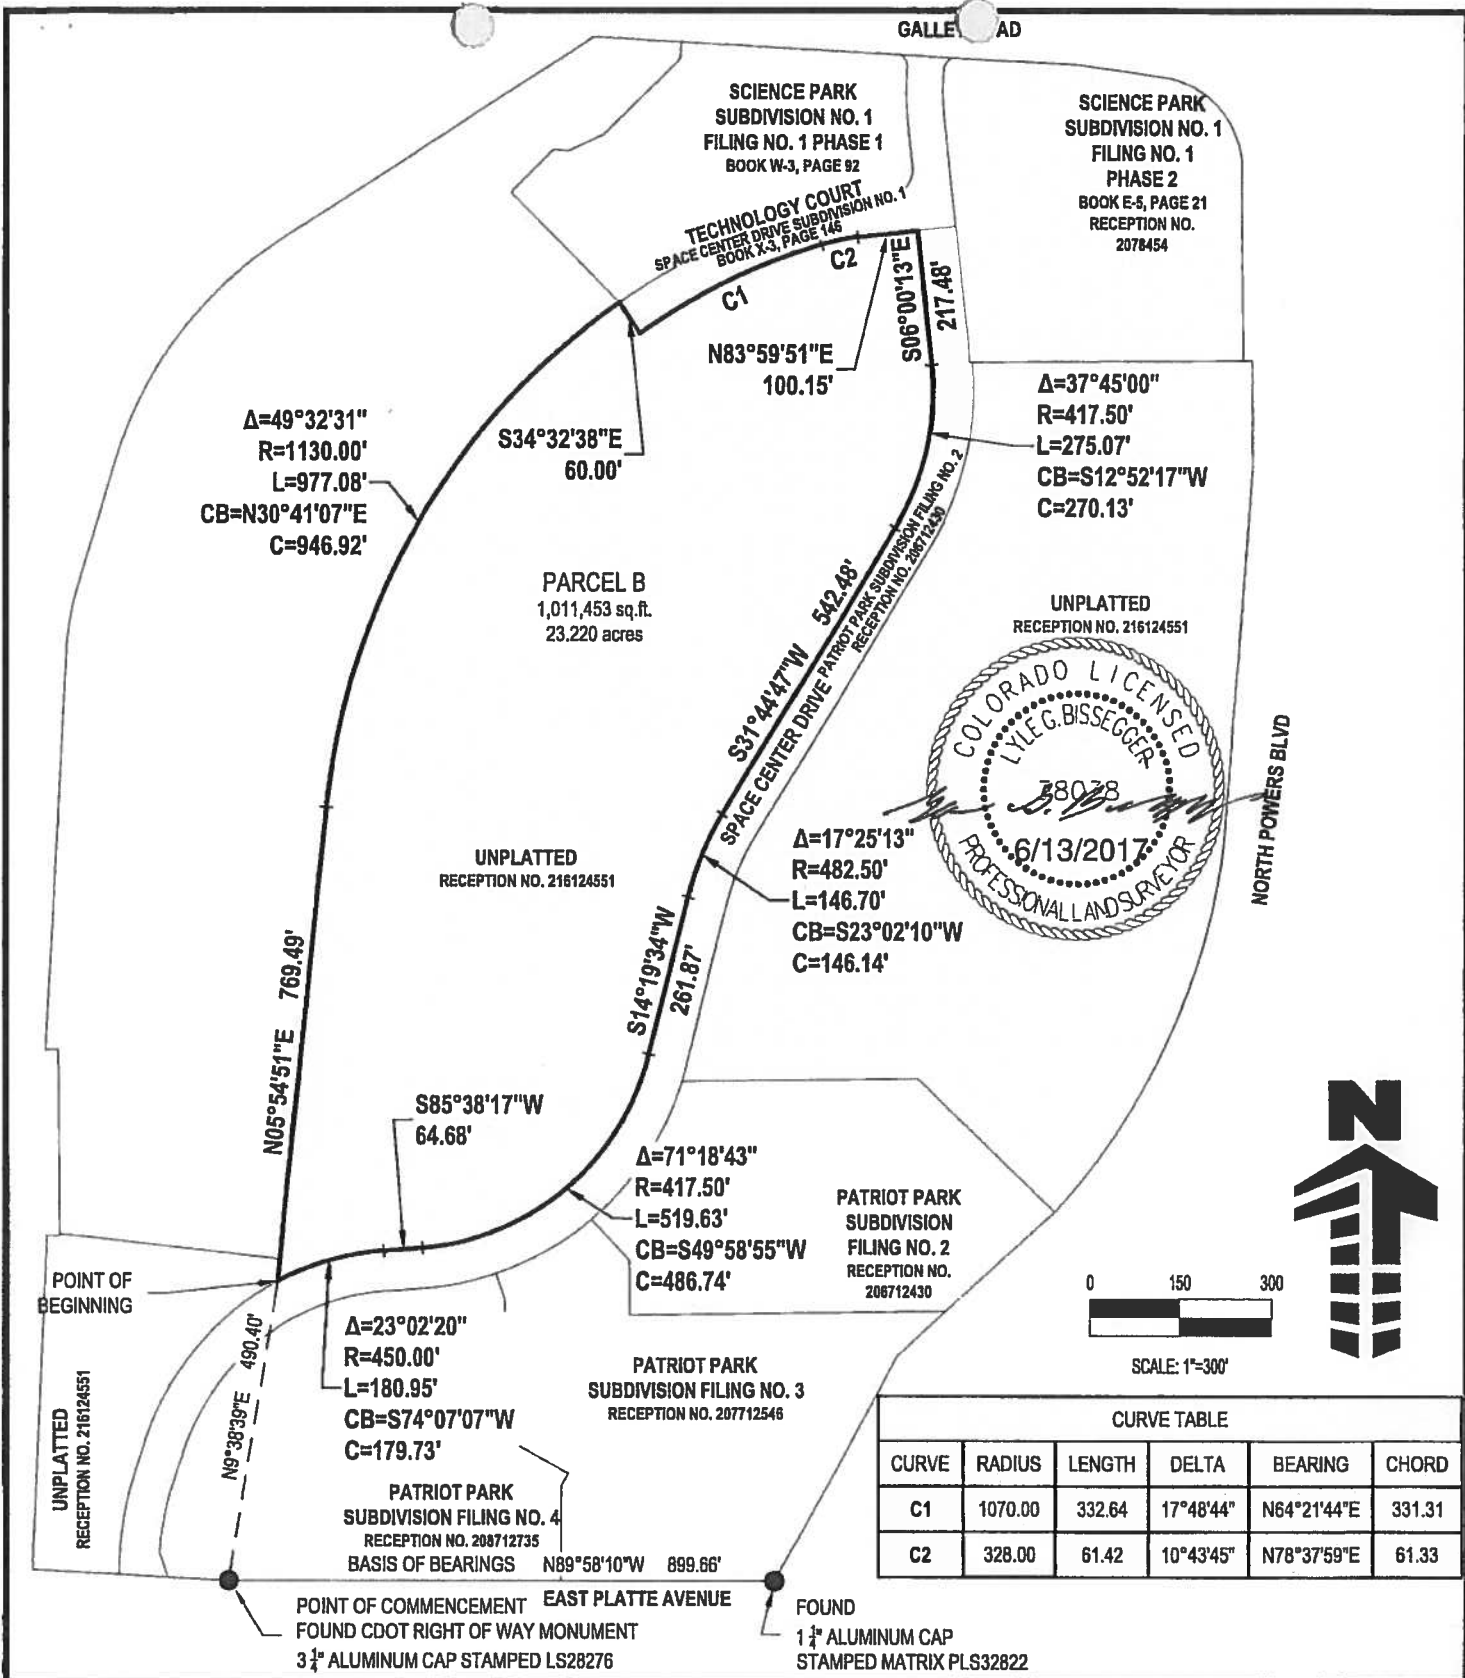 GALLE AD
SCIENCE PARK
SUBDIVISION NO. 1
FILING NO. 1 PHASE 1
BOOK W-3, PAGE 92
SCIENCE PARK
SUBDIVISION NO. 1
FILING NO. 1
PHASE 2
BOOK E-5, PAGE 21
RECEPTION NO.
2078454
TECHNOLOGY COURT
SPACE CENTER DRIVE SUBDIVISION NO. 1
BOOK X-3, PAGE 146
C1
C2
S06°00'13"E
217.48'
N83°59'51"E
100.15'
S34°32'38"E
60.00'
Δ=49°32'31"
R=1130.00'
L=977.08'
CB=N30°41'07"E
C=946.92'
Δ=37°45'00"
R=417.50'
L=275.07'
CB=S12°52'17"W
C=270.13'
PARCEL B
1,011,453 sq.ft.
23.220 acres
S31°44'47"W 542.48'
SPACE CENTER DRIVE
PATRIOT PARK SUBDIVISION FILING NO. 2
RECEPTION NO. 206712430
UNPLATTED
RECEPTION NO. 216124551
COLORADO LICENSED
LYLE G. BISSEGGER
38038
6/13/2017
PROFESSIONAL LAND SURVEYOR
NORTH POWERS BLVD
UNPLATTED
RECEPTION NO. 216124551
Δ=17°25'13"
R=482.50'
L=146.70'
CB=S23°02'10"W
C=146.14'
S14°19'34"W
261.87'
N05°54'51"E 769.49'
S85°38'17"W
64.68'
Δ=71°18'43"
R=417.50'
L=519.63'
CB=S49°58'55"W
C=486.74'
PATRIOT PARK
SUBDIVISION
FILING NO. 2
RECEPTION NO.
206712430
N
0 150 300
SCALE: 1"=300'
POINT OF
BEGINNING
N9°38'39"E 490.40'
UNPLATTED
RECEPTION NO. 216124551
Δ=23°02'20"
R=450.00'
L=180.95'
CB=S74°07'07"W
C=179.73'
PATRIOT PARK
SUBDIVISION FILING NO. 3
RECEPTION NO. 207712546
PATRIOT PARK
SUBDIVISION FILING NO. 4
RECEPTION NO. 208712735
BASIS OF BEARINGS N89°58'10"W 899.66'
EAST PLATTE AVENUE
POINT OF COMMENCEMENT
FOUND CDOT RIGHT OF WAY MONUMENT
3 1/4" ALUMINUM CAP STAMPED LS28276
FOUND
1 1/4" ALUMINUM CAP
STAMPED MATRIX PLS32822
CURVE TABLE
CURVE RADIUS LENGTH DELTA BEARING CHORD
C1 1070.00 332.64 17°48'44" N64°21'44"E 331.31
C2 328.00 61.42 10°43'45" N78°37'59"E 61.33